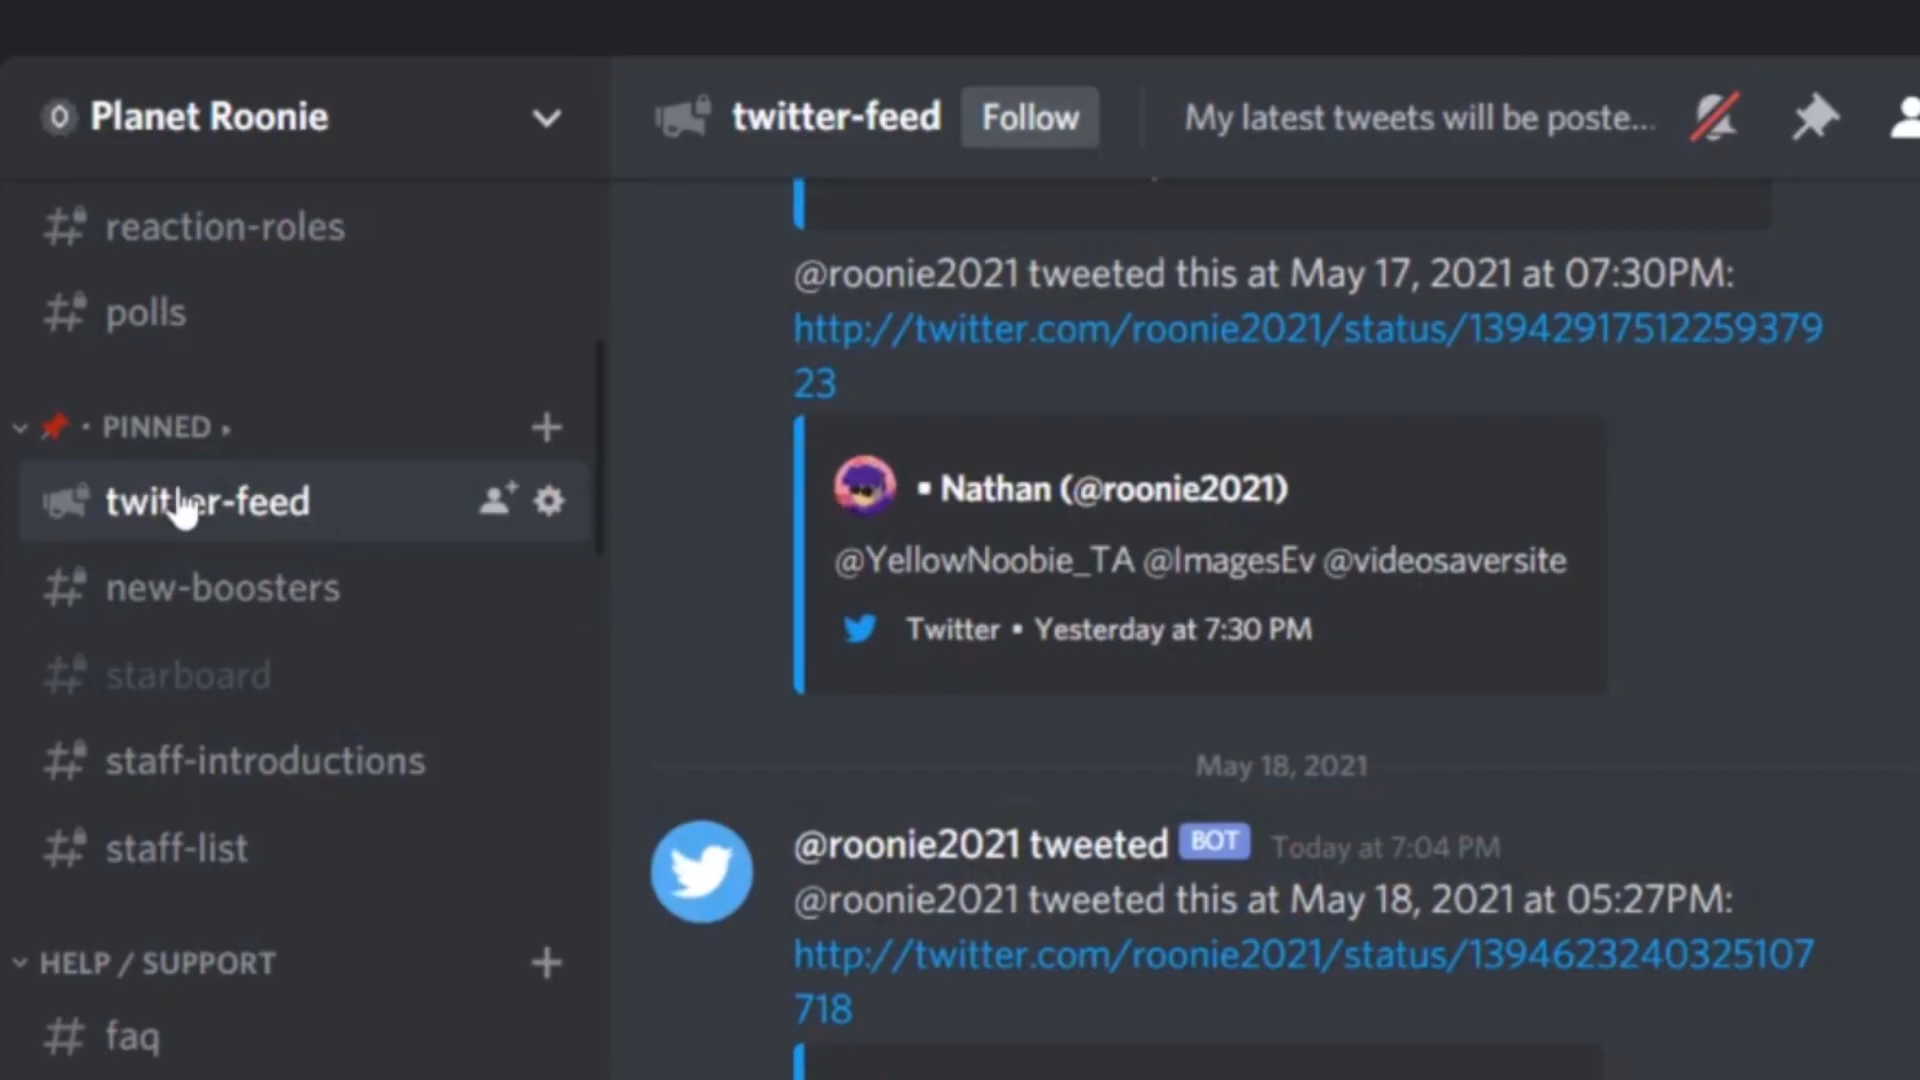 Planet Roonie
reaction-roles
polls
PINNED
twitter-feed
new-boosters
starboard
staff-introductions
staff-list
HELP / SUPPORT
faq
twitter-feed Follow My latest tweets will be poste...
@roonie2021 tweeted this at May 17, 2021 at 07:30PM:
http://twitter.com/roonie2021/status/13942917512259379
23
▪ Nathan (@roonie2021)
@YellowNoobie_TA @ImagesEv @videosaversite
Twitter • Yesterday at 7:30 PM
May 18, 2021
@roonie2021 tweeted BOT Today at 7:04 PM
@roonie2021 tweeted this at May 18, 2021 at 05:27PM:
http://twitter.com/roonie2021/status/1394623240325107
718